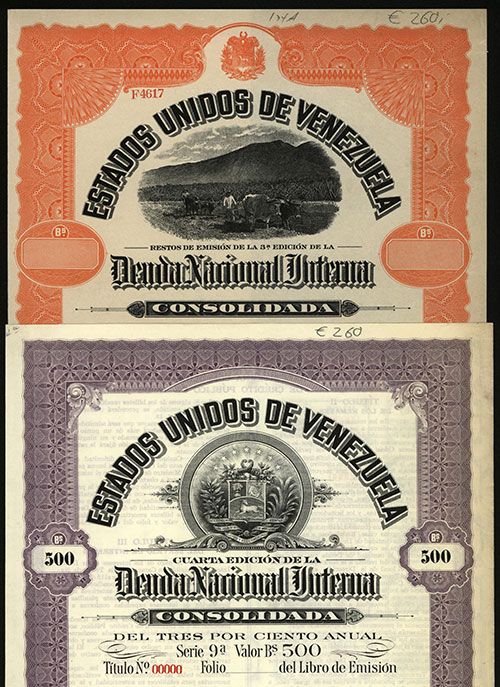 € 260,
F4617
ESTADOS UNIDOS DE VENEZUELA
RESTOS DE EMISIÓN DE LA 3ª EDICIÓN DE LA
Bs Bs
Deuda Nacional Interna
CONSOLIDADA
€ 260
ESTADOS UNIDOS DE VENEZUELA
Bs Bs
500 500
CUARTA EDICIÓN DE LA
Deuda Nacional Interna
CONSOLIDADA
DEL TRES POR CIENTO ANUAL
Serie 9ª Valor Bs 500
Título Nº 00000 Folio del Libro de Emisión